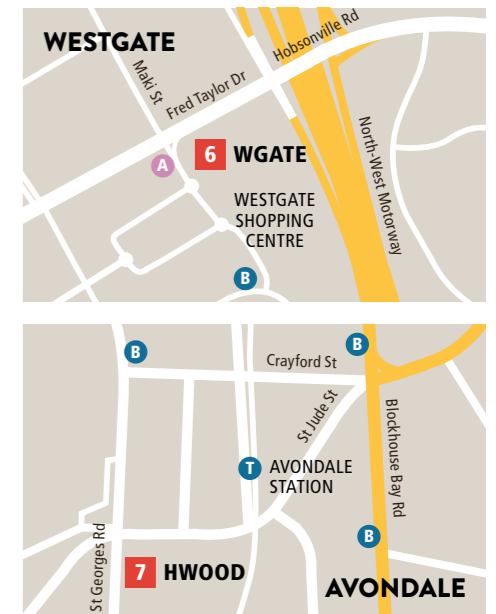 WESTGATE
Hobsonville Rd
Maki St
Fred Taylor Dr
A
6 WGATE
North-West Motorway
WESTGATE
SHOPPING
CENTRE
B
B
B
Crayford St
St Jude St
Blockhouse Bay Rd
T AVONDALE
STATION
B
St Georges Rd
7 HWOOD
AVONDALE